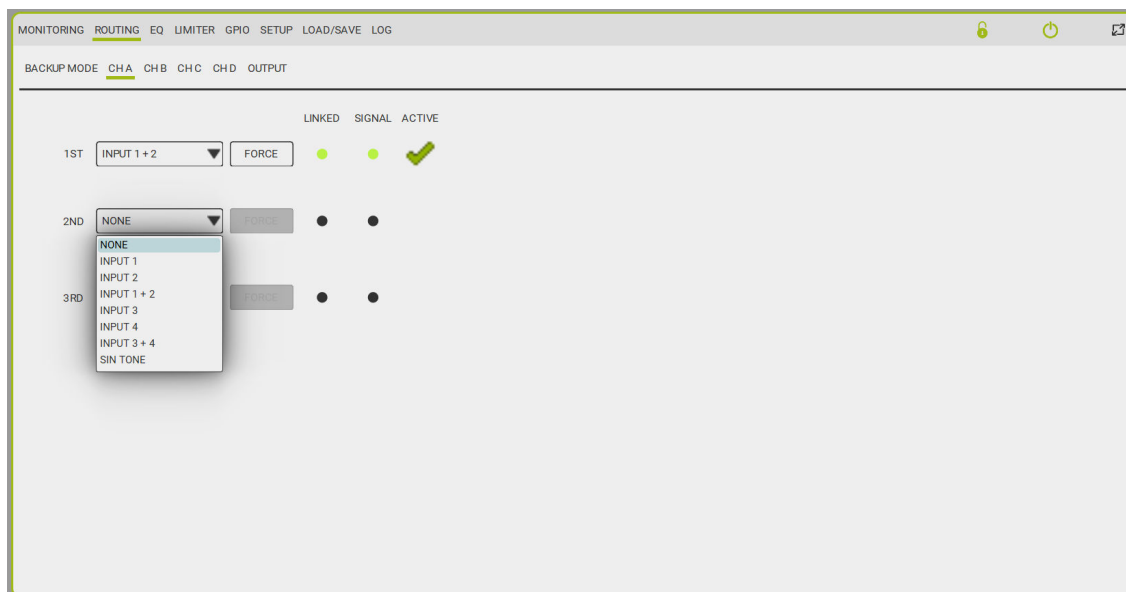 MONITORING ROUTING EQ LIMITER GPIO SETUP LOAD/SAVE LOG
BACKUP MODE CH A CH B CH C CH D OUTPUT
LINKED SIGNAL ACTIVE
1ST INPUT 1 + 2 FORCE
2ND NONE FORCE
NONE
INPUT 1
INPUT 2
INPUT 1 + 2
3RD FORCE
INPUT 3
INPUT 4
INPUT 3 + 4
SIN TONE